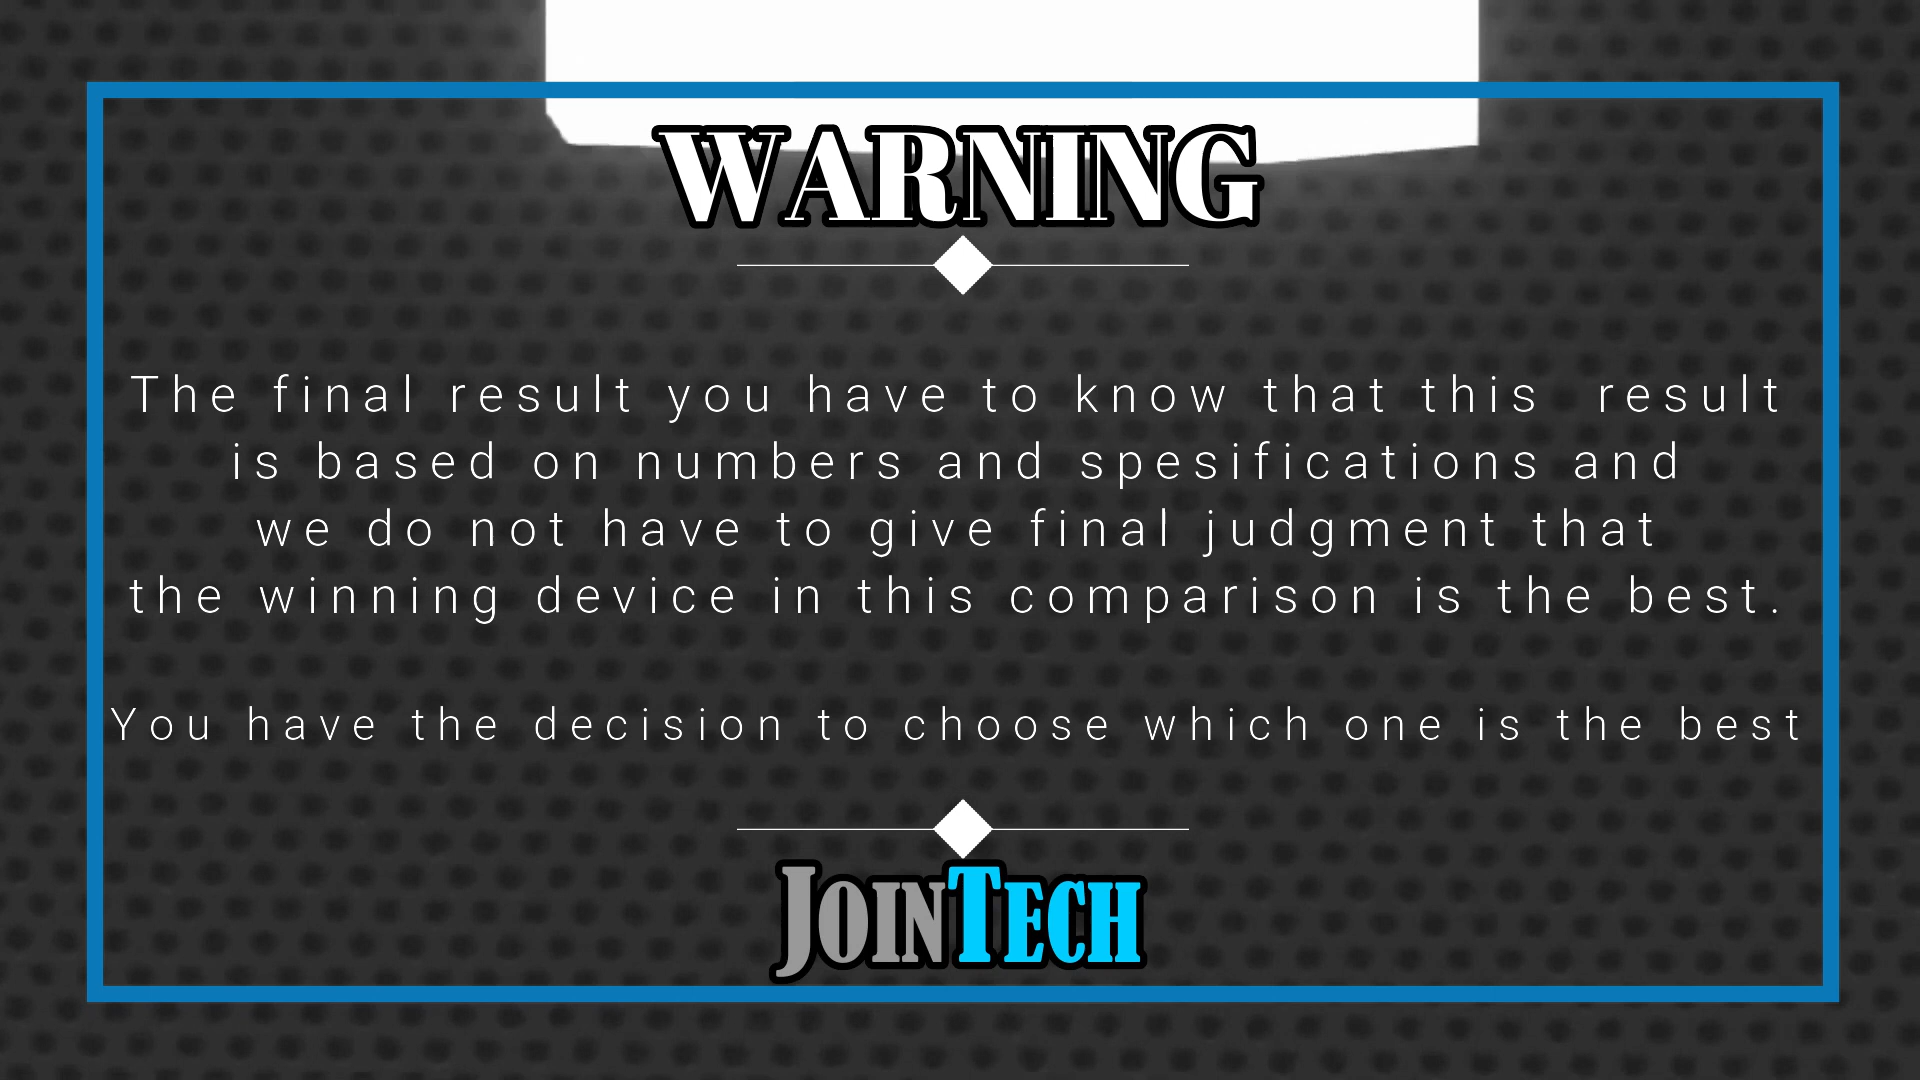 WARNING
The final result you have to know that this result
is based on numbers and spesifications and
we do not have to give final judgment that
the winning device in this comparison is the best.
You have the decision to choose which one is the best
JOINTECH